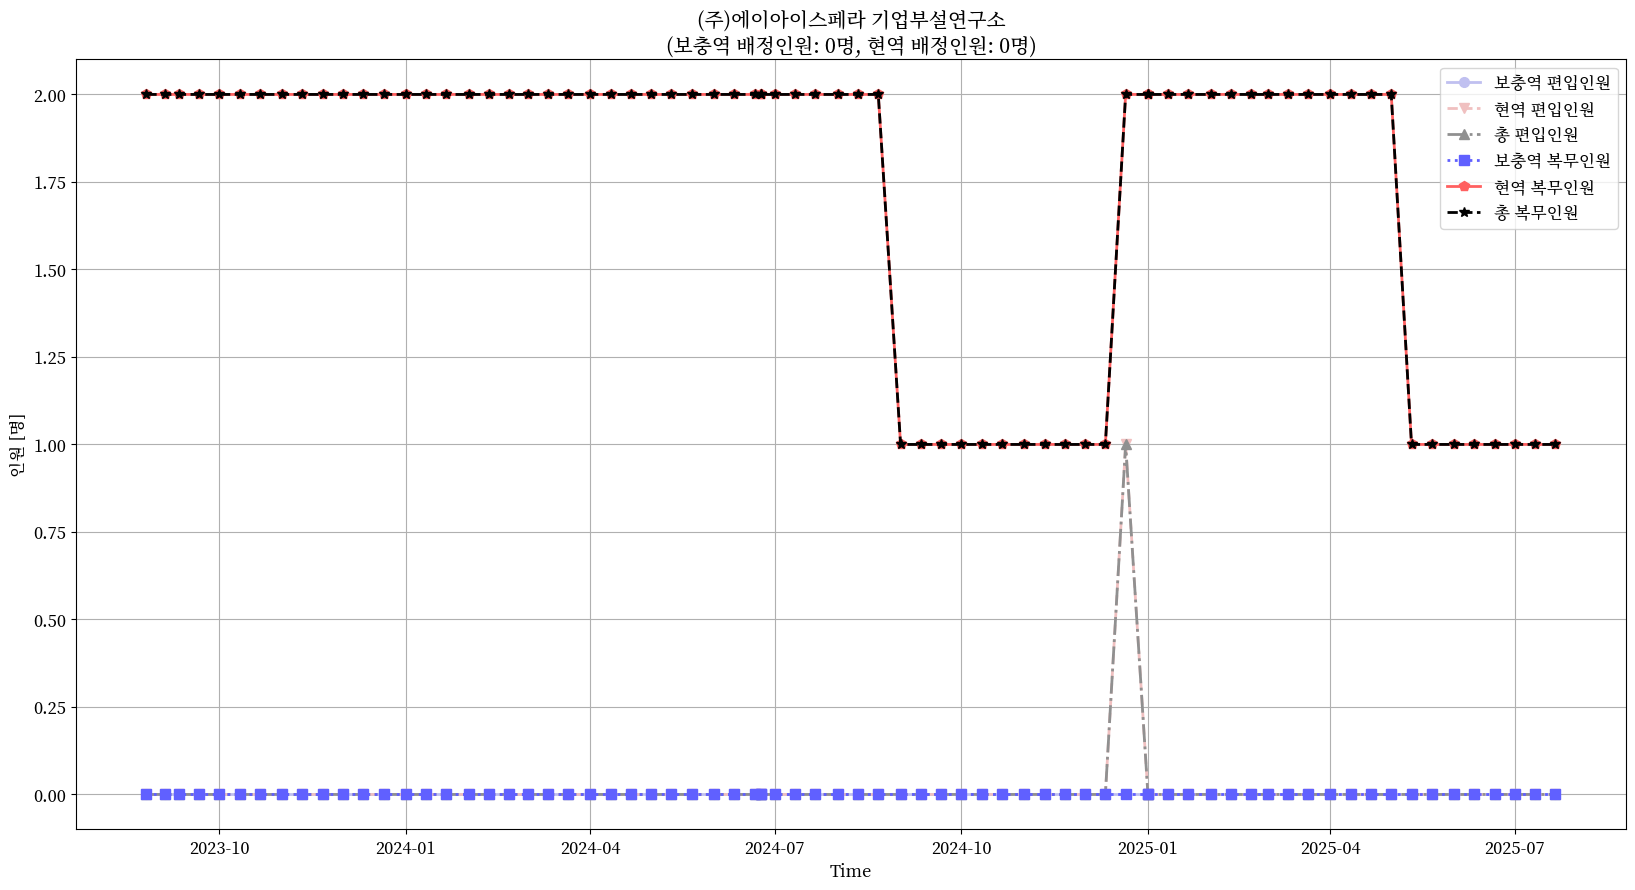 (주)에이아이스페라 기업부설연구소
(보충역 배정인원: 0명, 현역 배정인원: 0명)
보충역 편입인원
현역 편입인원
총 편입인원
보충역 복무인원
현역 복무인원
총 복무인원
2.00
1.75
1.50
1.25
1.00
0.75
0.50
0.25
0.00
인원 [명]
2023-10
2024-01
2024-04
2024-07
2024-10
2025-01
2025-04
2025-07
Time